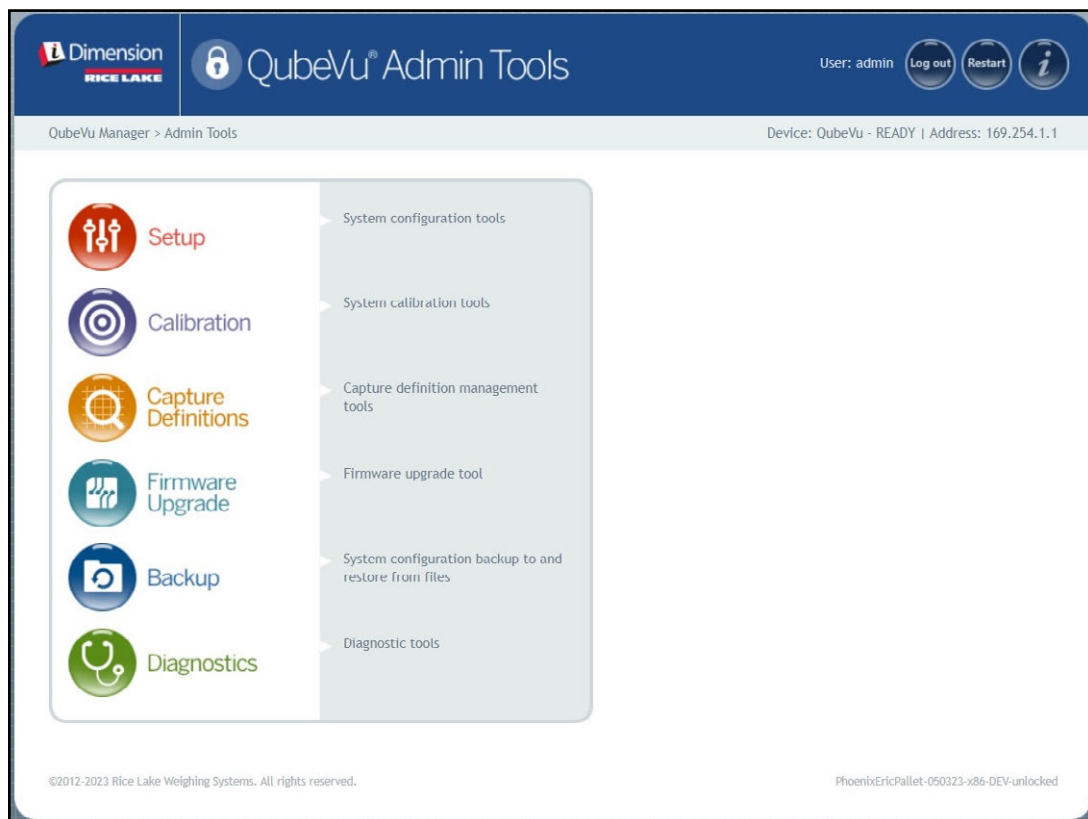 iDimension
RICE LAKE
QubeVu® Admin Tools
User: admin
Log out
Restart
i
QubeVu Manager > Admin Tools
Device: QubeVu - READY | Address: 169.254.1.1
Setup
System configuration tools
Calibration
System calibration tools
Capture
Definitions
Capture definition management
tools
Firmware
Upgrade
Firmware upgrade tool
Backup
System configuration backup to and
restore from files
Diagnostics
Diagnostic tools
©2012-2023 Rice Lake Weighing Systems. All rights reserved.
PhoenixEricPallet-050323-x86-DEV-unlocked